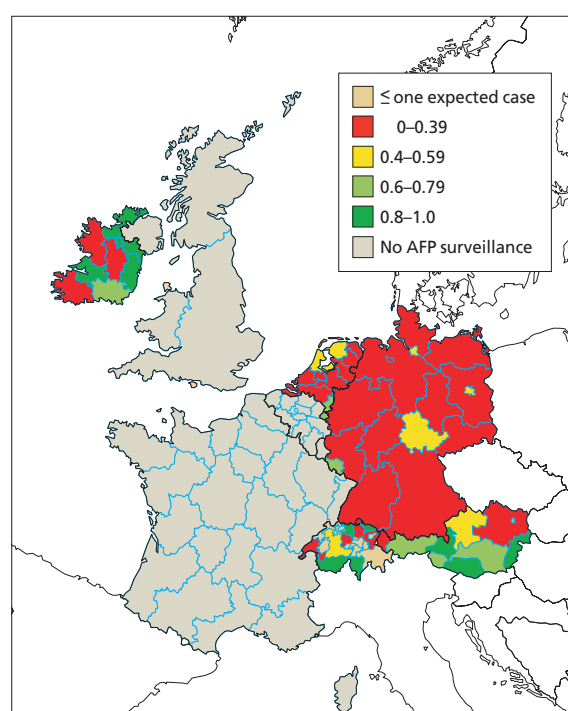 ≤ one expected case
0–0.39
0.4–0.59
0.6–0.79
0.8–1.0
No AFP surveillance